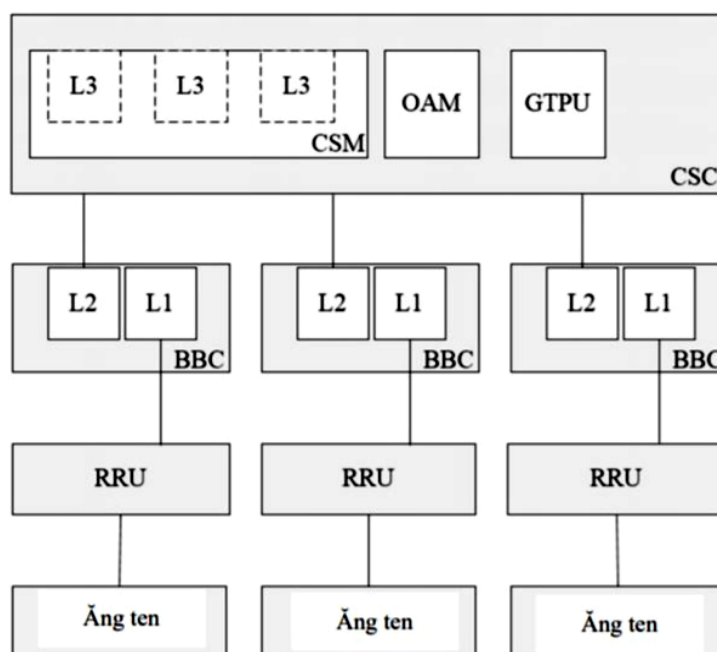 L3 L3 L3 OAM GTPU
CSM
CSC
L2 L1 L2 L1 L2 L1
BBC BBC BBC
RRU RRU RRU
Ăng ten Ăng ten Ăng ten